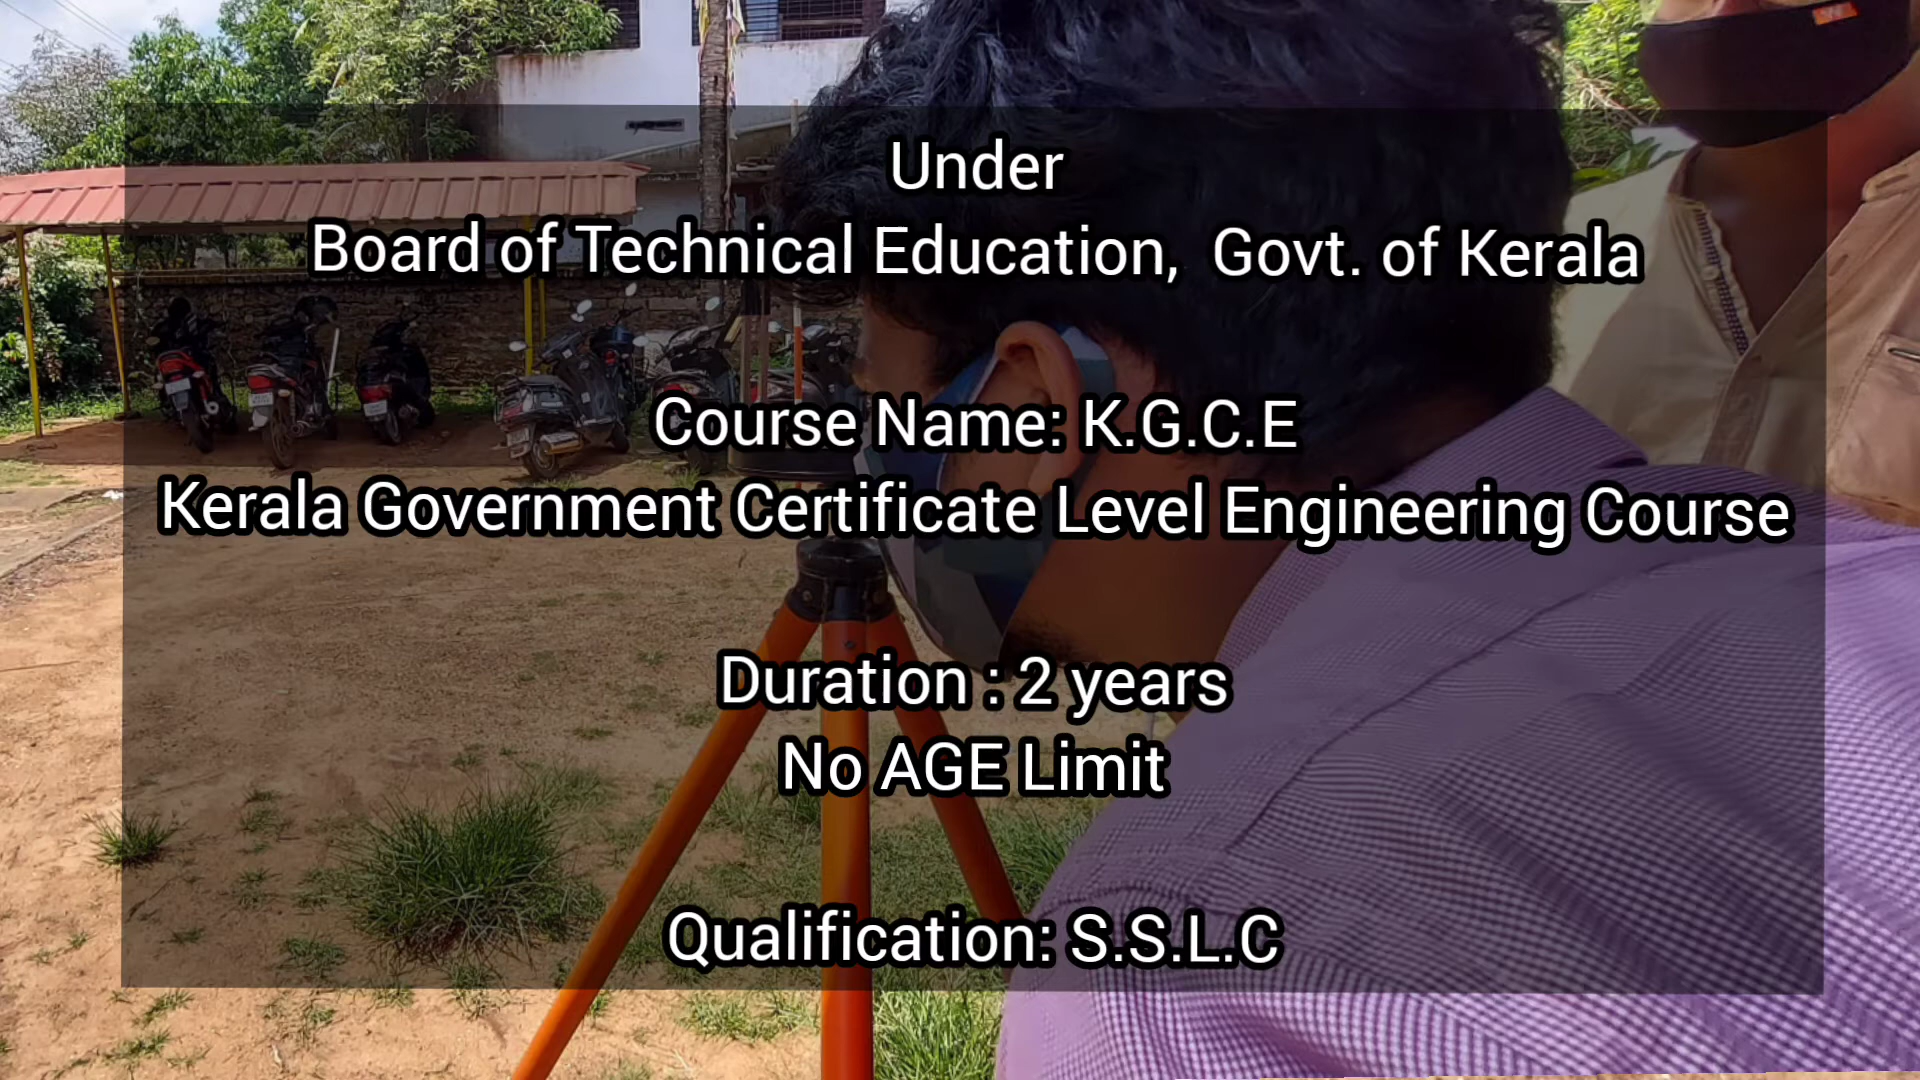 Under
Board of Technical Education, Govt. of Kerala
Course Name: K.G.C.E
Kerala Government Certificate Level Engineering Course
Duration : 2 years
No AGE Limit
Qualification: S.S.L.C